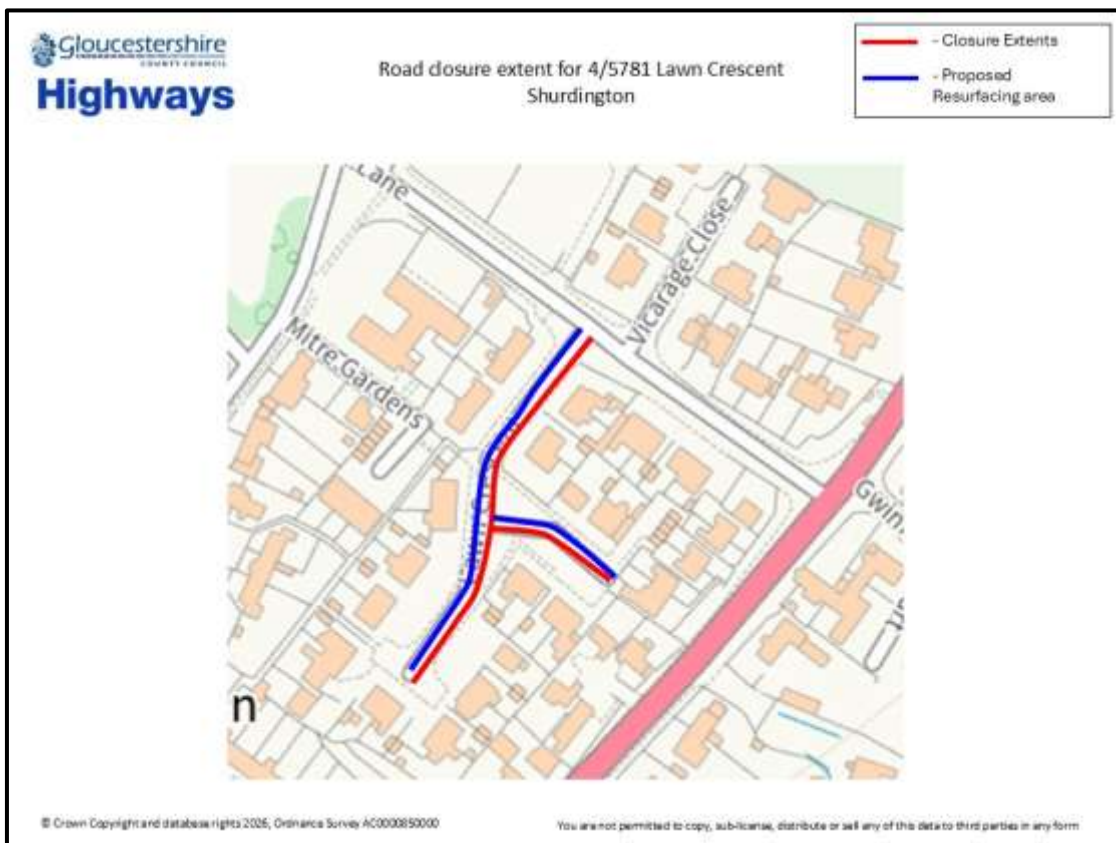 Gloucestershire
COUNTY COUNCIL
Highways
Road closure extent for 4/5781 Lawn Crescent
Shurdington
- Closure Extents
- Proposed
Resurfacing area
Lane
Vicarage Close
Mitre Gardens
Gwin
n
© Crown Copyright and database rights 2026, Ordnance Survey AC0000850000
You are not permitted to copy, sub-license, distribute or sell any of this data to third parties in any form